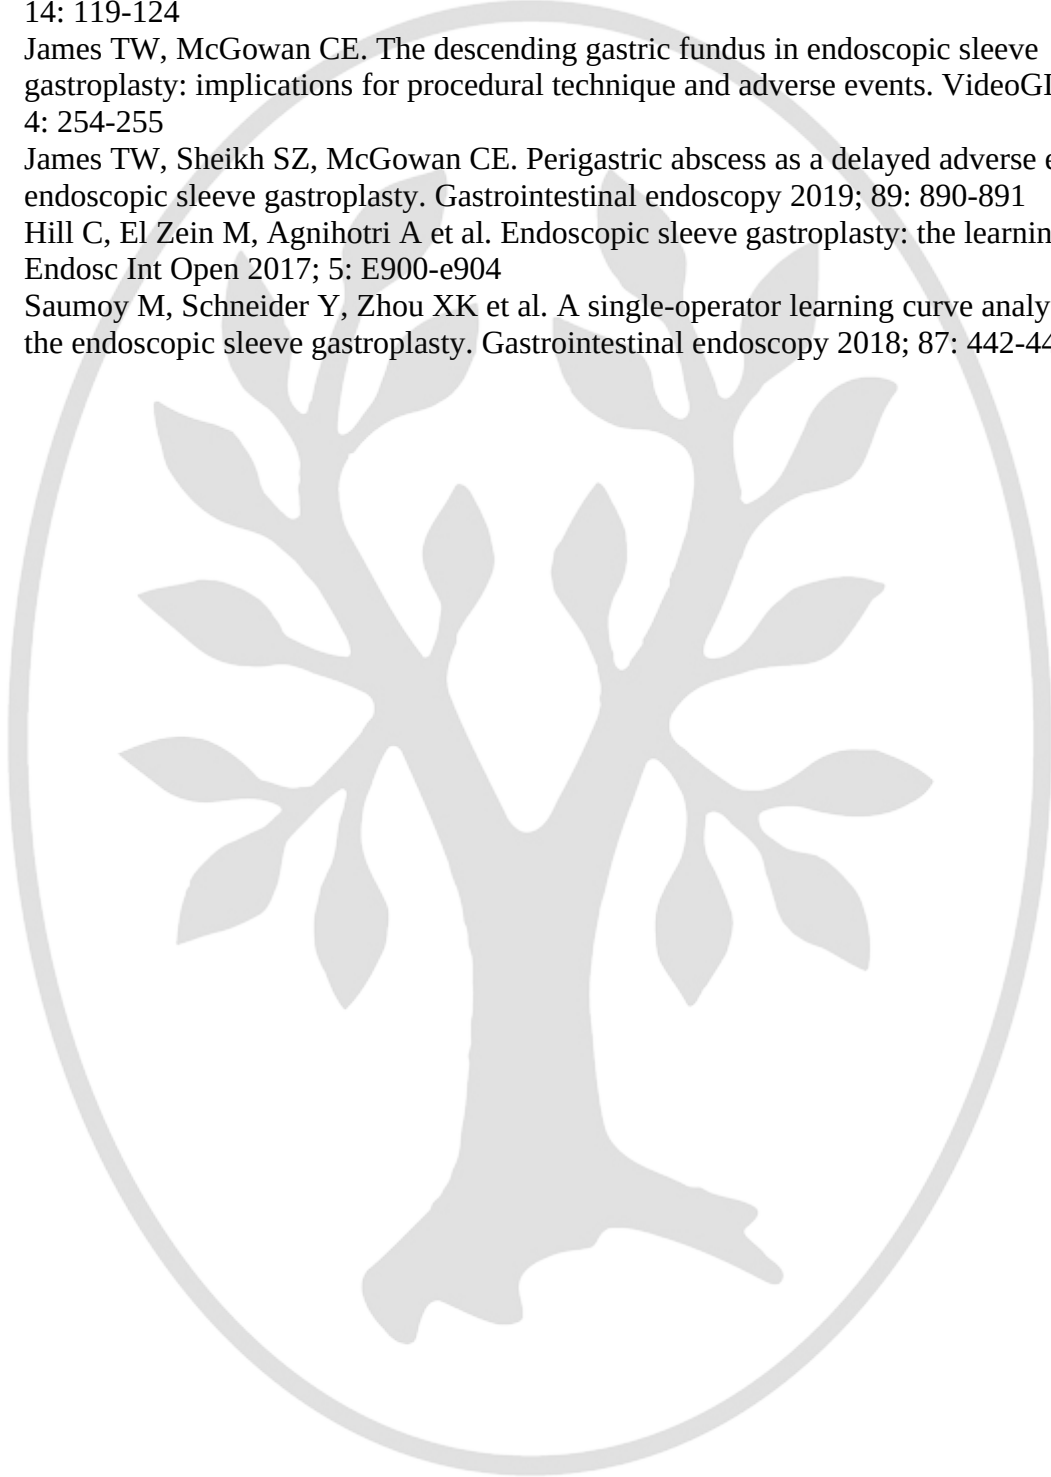 14: 119-124
James TW, McGowan CE. The descending gastric fundus in endoscopic sleeve
gastroplasty: implications for procedural technique and adverse events. VideoGI
4: 254-255
James TW, Sheikh SZ, McGowan CE. Perigastric abscess as a delayed adverse e
endoscopic sleeve gastroplasty. Gastrointestinal endoscopy 2019; 89: 890-891
Hill C, El Zein M, Agnihotri A et al. Endoscopic sleeve gastroplasty: the learnin
Endosc Int Open 2017; 5: E900-e904
Saumoy M, Schneider Y, Zhou XK et al. A single-operator learning curve analy
the endoscopic sleeve gastroplasty. Gastrointestinal endoscopy 2018; 87: 442-44